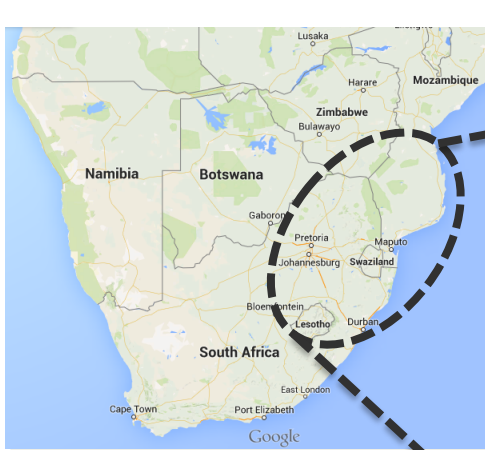 Lusaka
Harare
Mozambique
Zimbabwe
Bulawayo
Namibia
Botswana
Gaboron
Pretoria
Maputo
Johannesburg
Swaziland
Bloemfontein
Lesotho
Durban
South Africa
East London
Cape Town
Port Elizabeth
Google